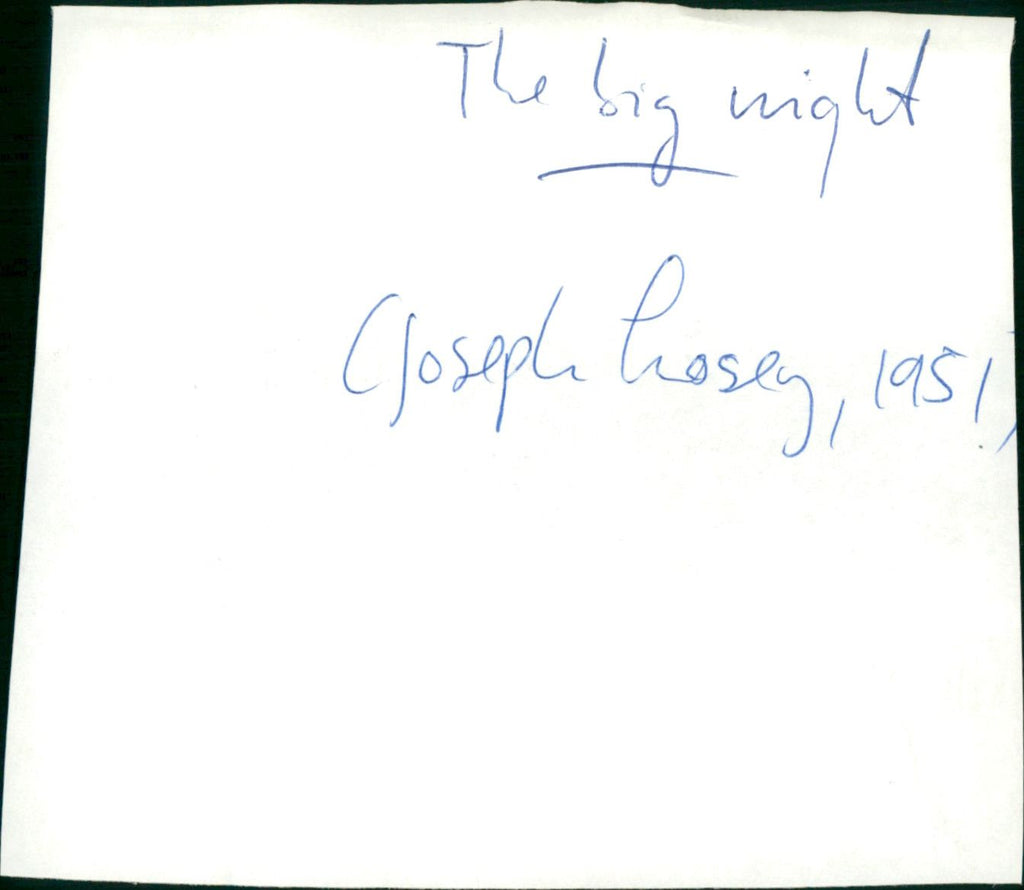 The big night
(Joseph Losey, 1951)